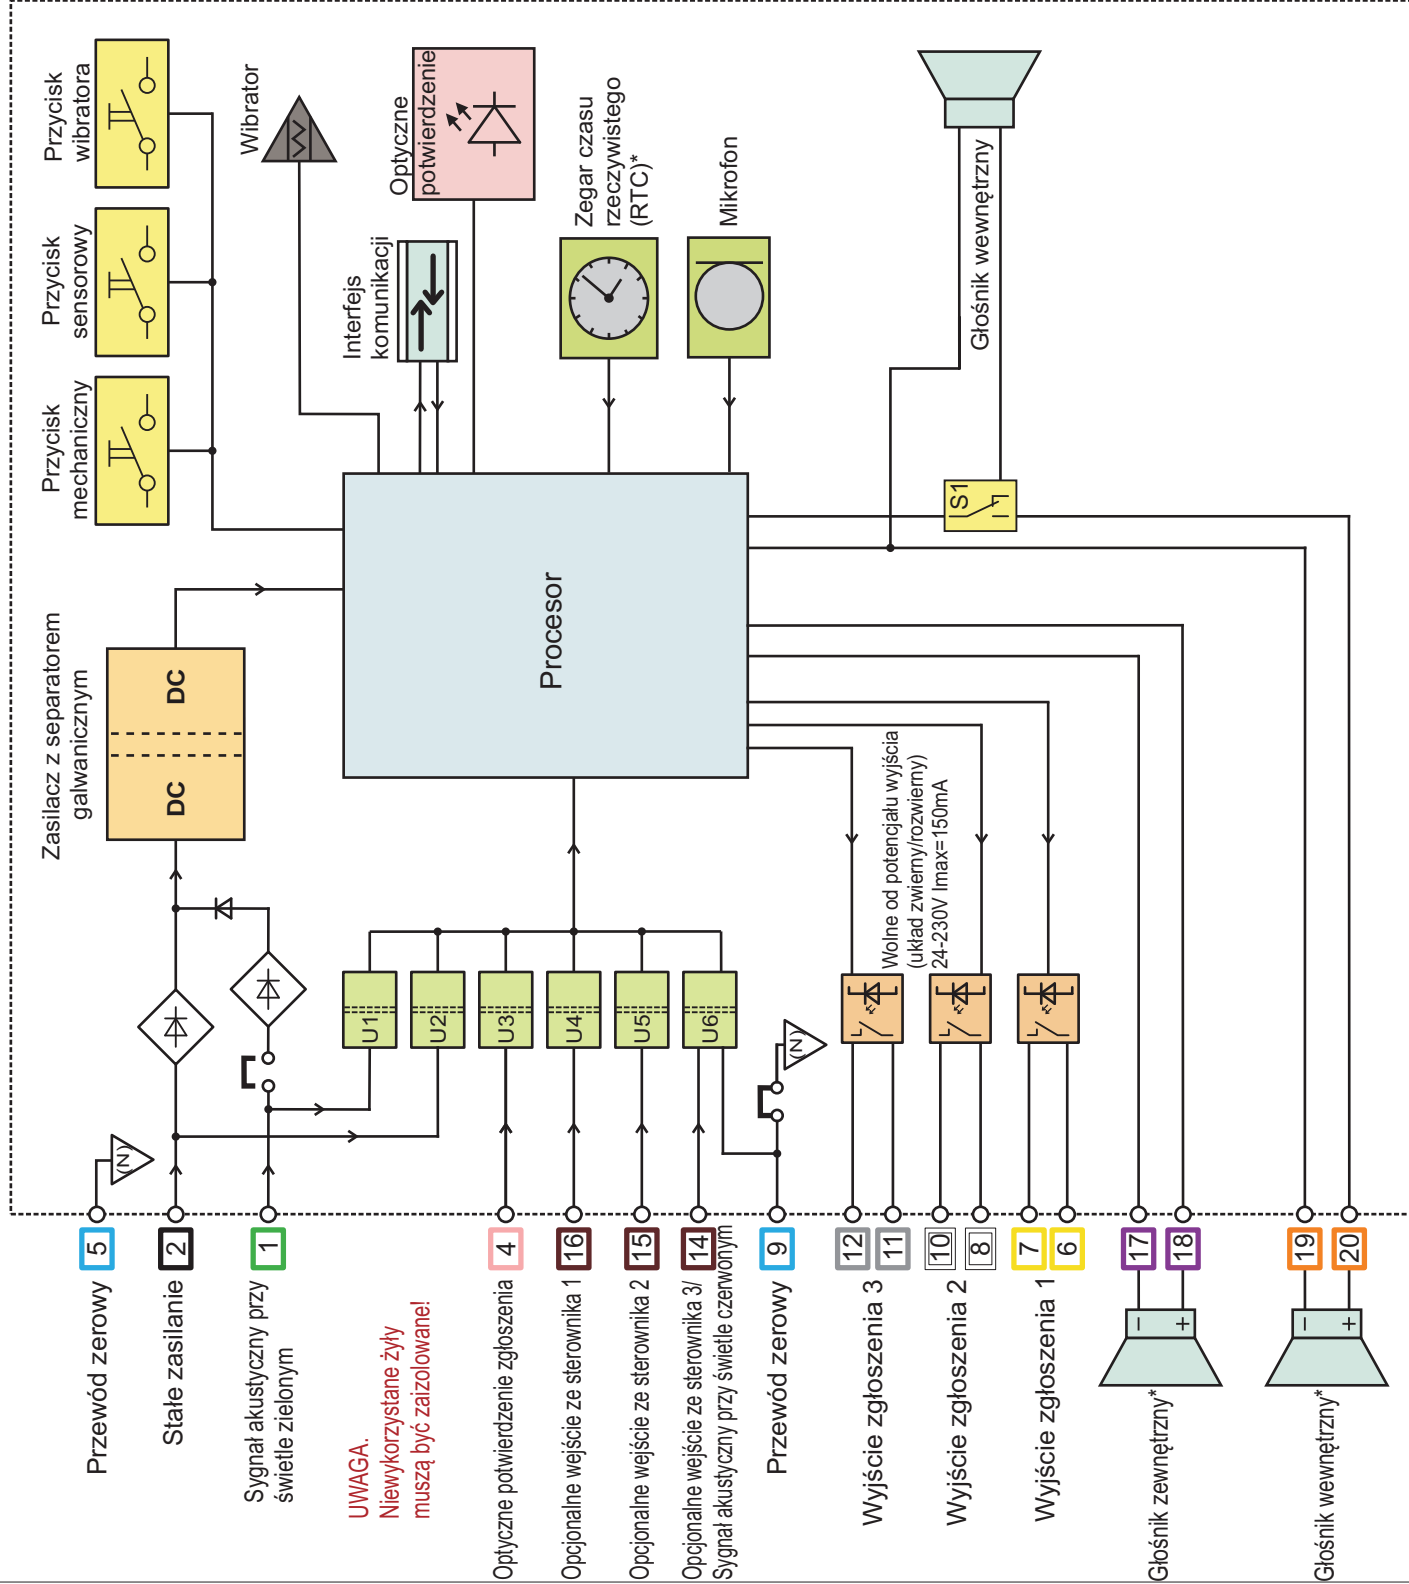 Przewód zerowy
5
(N)
Stałe zasilanie
2
Sygnał akustyczny przy
świetle zielonym
1
UWAGA.
Niewykorzystane żyły
muszą być zaizolowane!
Optyczne potwierdzenie zgłoszenia
4
Opcjonalne wejście ze sterownika 1
16
Opcjonalne wejście ze sterownika 2
15
Opcjonalne wejście ze sterownika 3/
Sygnał akustyczny przy świetle czerwonym
14
Przewód zerowy
9
(N)
Wyjście zgłoszenia 3
12
11
Wyjście zgłoszenia 2
10
8
Wyjście zgłoszenia 1
7
6
Głośnik zewnętrzny*
−
+
17
18
Głośnik wewnętrzny*
−
+
19
20
U1
U2
U3
U4
U5
U6
Wolne od potencjału wyjścia
(układ zwierny/rozwierny)
24-230V Imax=150mA
Zasilacz z separatorem
galwanicznym
DC
DC
Procesor
Przycisk
mechaniczny
Przycisk
sensorowy
Przycisk
wibratora
Wibrator
Interfejs
komunikacji
Optyczne
potwierdzenie
Zegar czasu
rzeczywistego
(RTC)*
Mikrofon
S1
Głośnik wewnętrzny